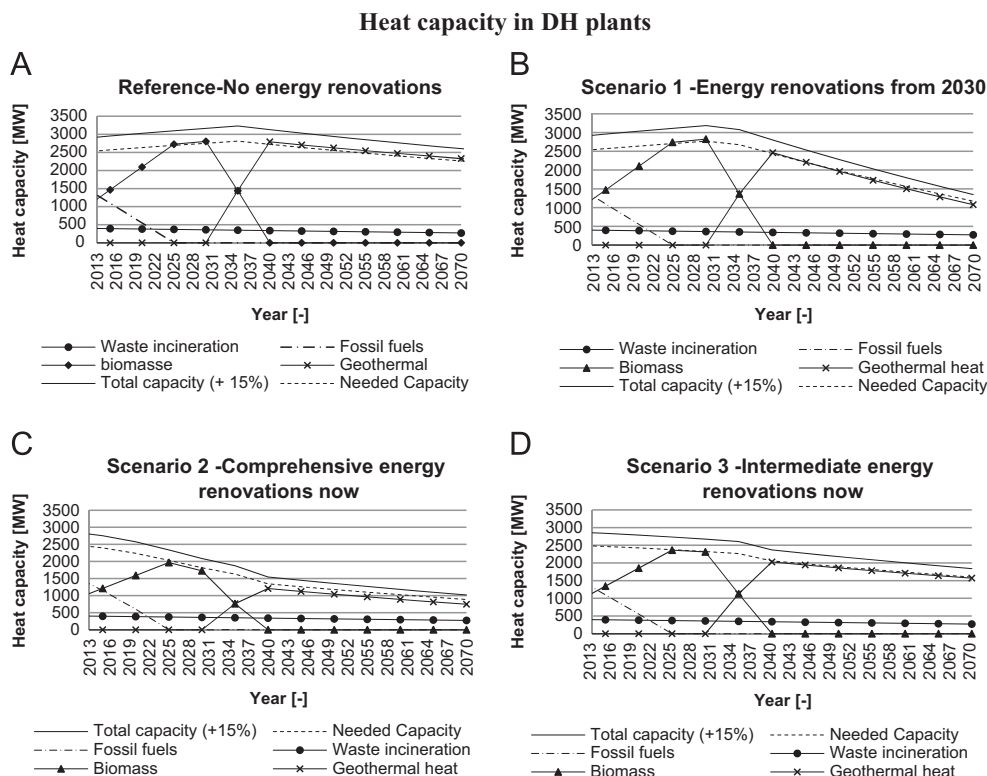 Heat capacity in DH plants
A
Reference-No energy renovations
Heat capacity [MW]
3500
3000
2500
2000
1500
1000
500
0
2013
2016
2019
2022
2025
2028
2031
2034
2037
2040
2043
2046
2049
2052
2055
2058
2061
2064
2067
2070
Year [-]
Waste incineration
Fossil fuels
biomasse
Geothermal
Total capacity (+ 15%)
Needed Capacity
B
Scenario 1 -Energy renovations from 2030
Heat capacity [MW]
3500
3000
2500
2000
1500
1000
500
0
2013
2016
2019
2022
2025
2028
2031
2034
2037
2040
2043
2046
2049
2052
2055
2058
2061
2064
2067
2070
Year [-]
Waste incineration
Fossil fuels
Biomass
Geothermal heat
Total capacity (+15%)
Needed Capacity
C
Scenario 2 -Comprehensive energy
renovations now
Heat capacity [MW]
3500
3000
2500
2000
1500
1000
500
0
2013
2016
2019
2022
2025
2028
2031
2034
2037
2040
2043
2046
2049
2052
2055
2058
2061
2064
2067
2070
Year [-]
Total capacity (+15%)
Needed Capacity
Fossil fuels
Waste incineration
Biomass
Geothermal heat
D
Scenario 3 -Intermediate energy
renovations now
Heat capacity [MW]
3500
3000
2500
2000
1500
1000
500
0
2013
2016
2019
2022
2025
2028
2031
2034
2037
2040
2043
2046
2049
2052
2055
2058
2061
2064
2067
2070
Year [-]
Total capacity (+15%)
Needed Capacity
Fossil fuels
Waste incineration
Biomass
Geothermal heat